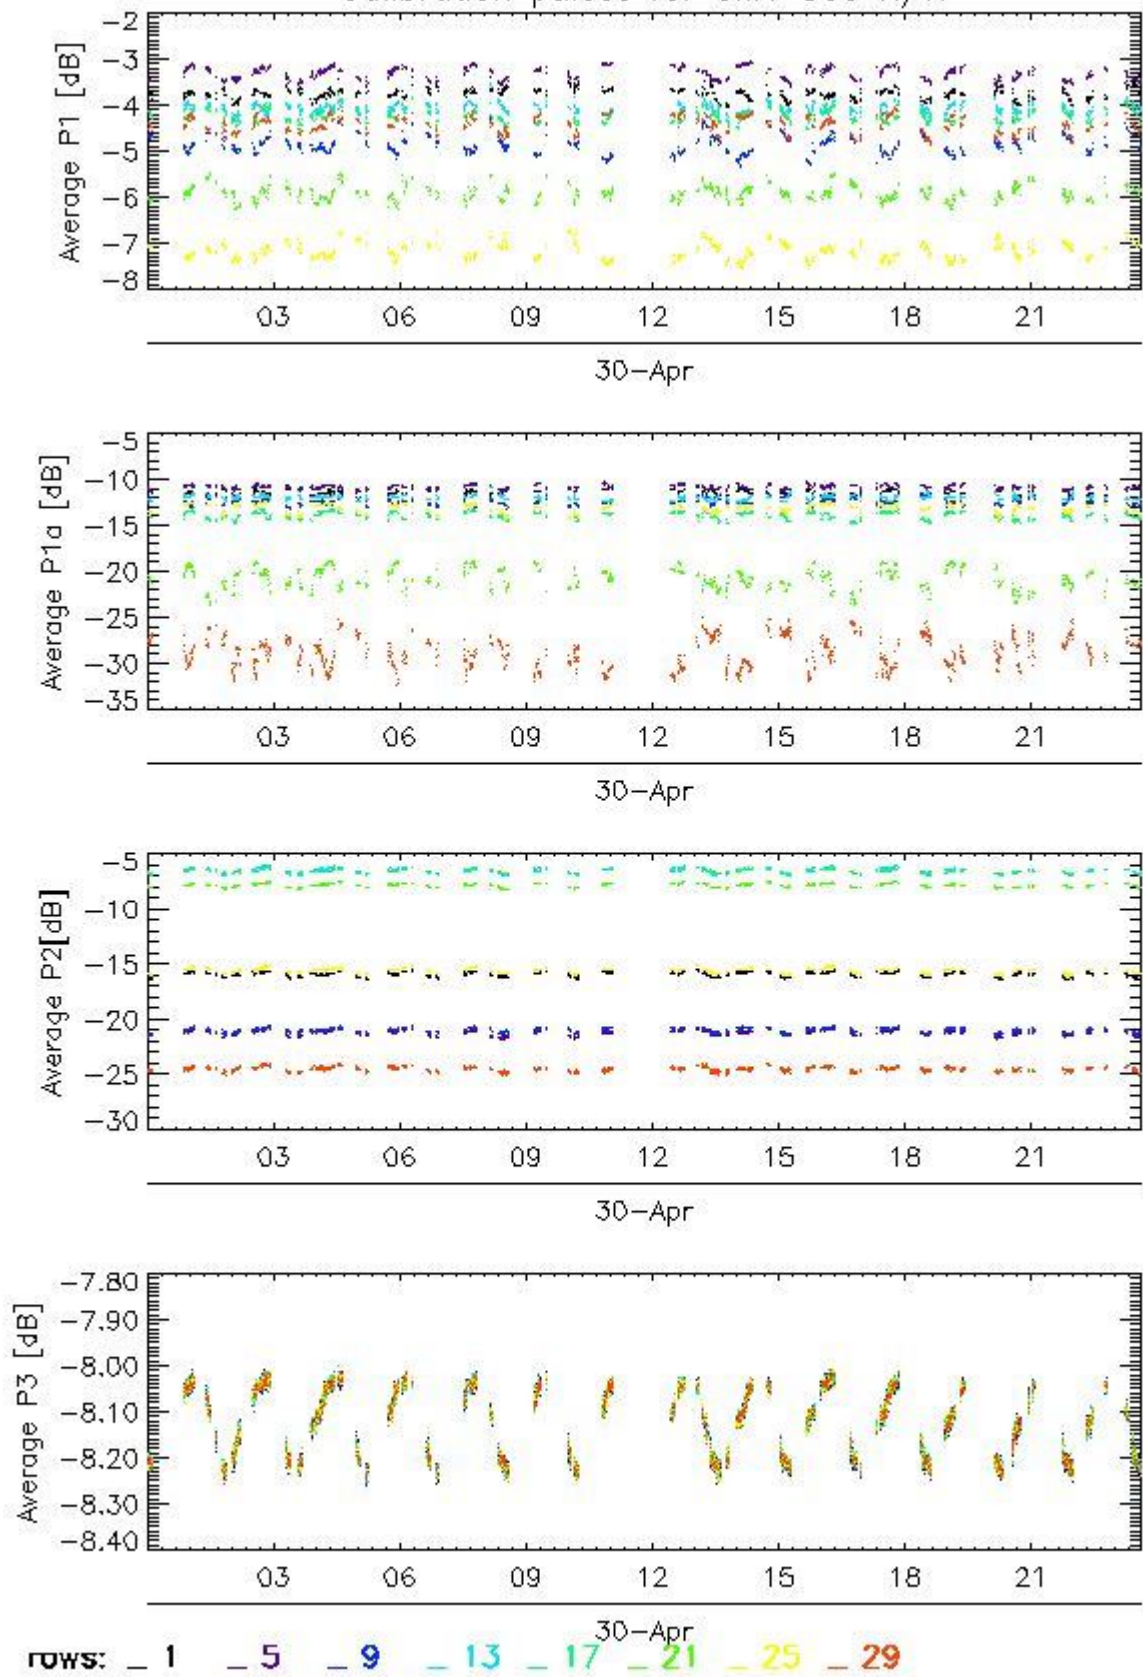 -2
-3
-4
-5
-6
-7
-8
Average P1 [dB]
03 06 09 12 15 18 21
30-Apr
-5
-10
-15
-20
-25
-30
-35
Average P1a [dB]
03 06 09 12 15 18 21
30-Apr
-5
-10
-15
-20
-25
-30
Average P2[dB]
03 06 09 12 15 18 21
30-Apr
-7.80
-7.90
-8.00
-8.10
-8.20
-8.30
-8.40
Average P3 [dB]
03 06 09 12 15 18 21
30-Apr
rows: _ 1 _ 5 _ 9 _ 13 _ 17 _ 21 _ 25 _ 29